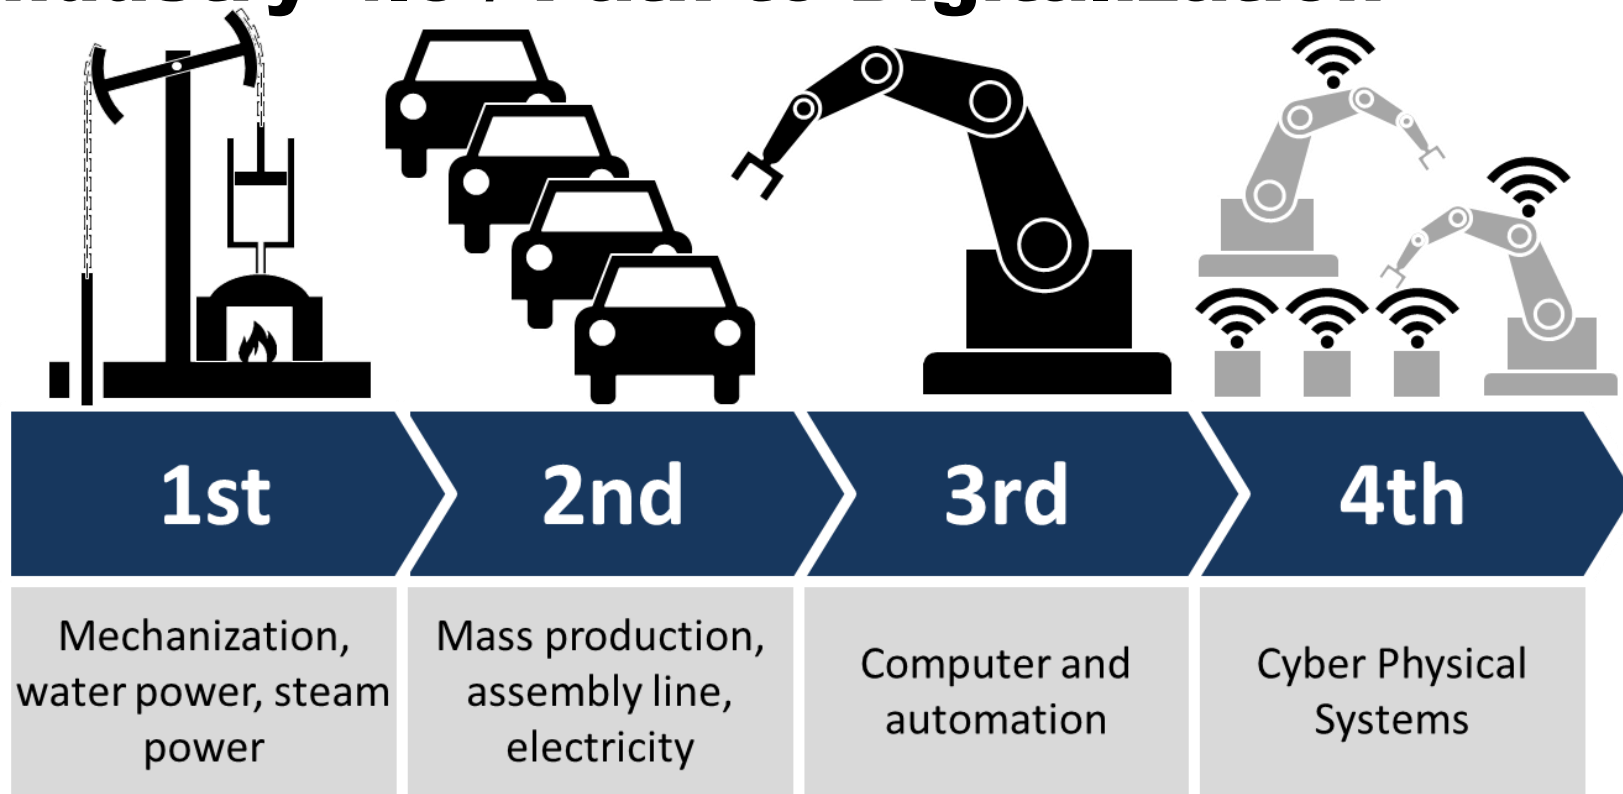 1st
2nd
3rd
4th
Mechanization,
water power, steam
power
Mass production,
assembly line,
electricity
Computer and
automation
Cyber Physical
Systems